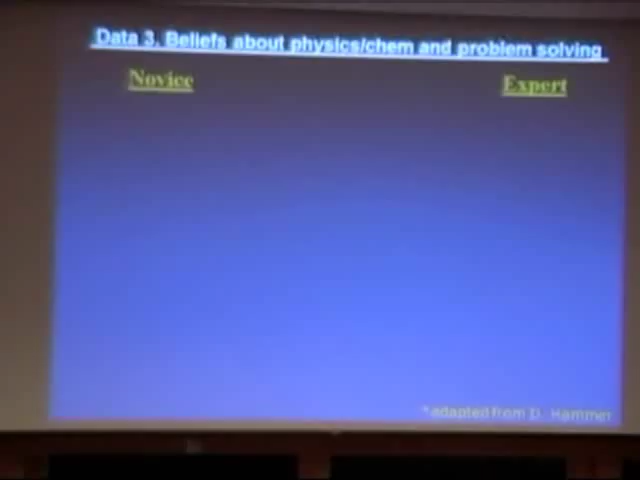 Data 3. Beliefs about physics/chem and problem solving
Novice
Expert
*adapted from D. Hammer